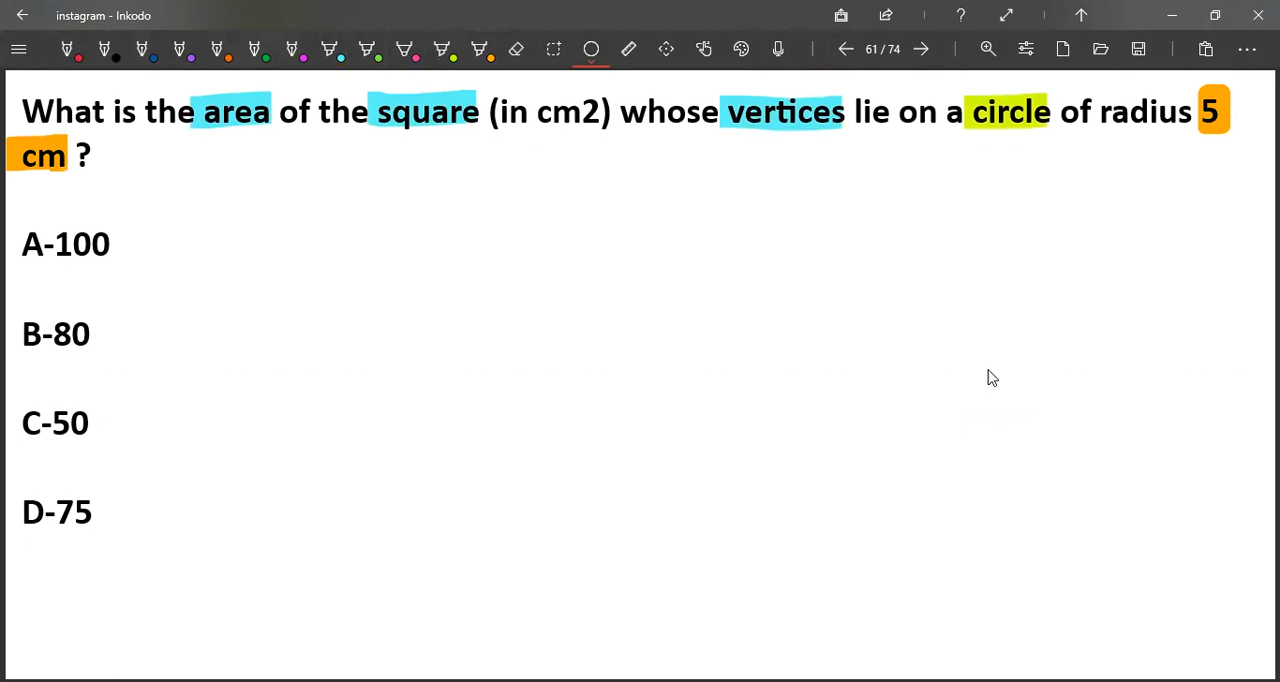 instagram - Inkodo
61 / 74
What is the area of the square (in cm2) whose vertices lie on a circle of radius 5
cm ?
A-100
B-80
C-50
D-75